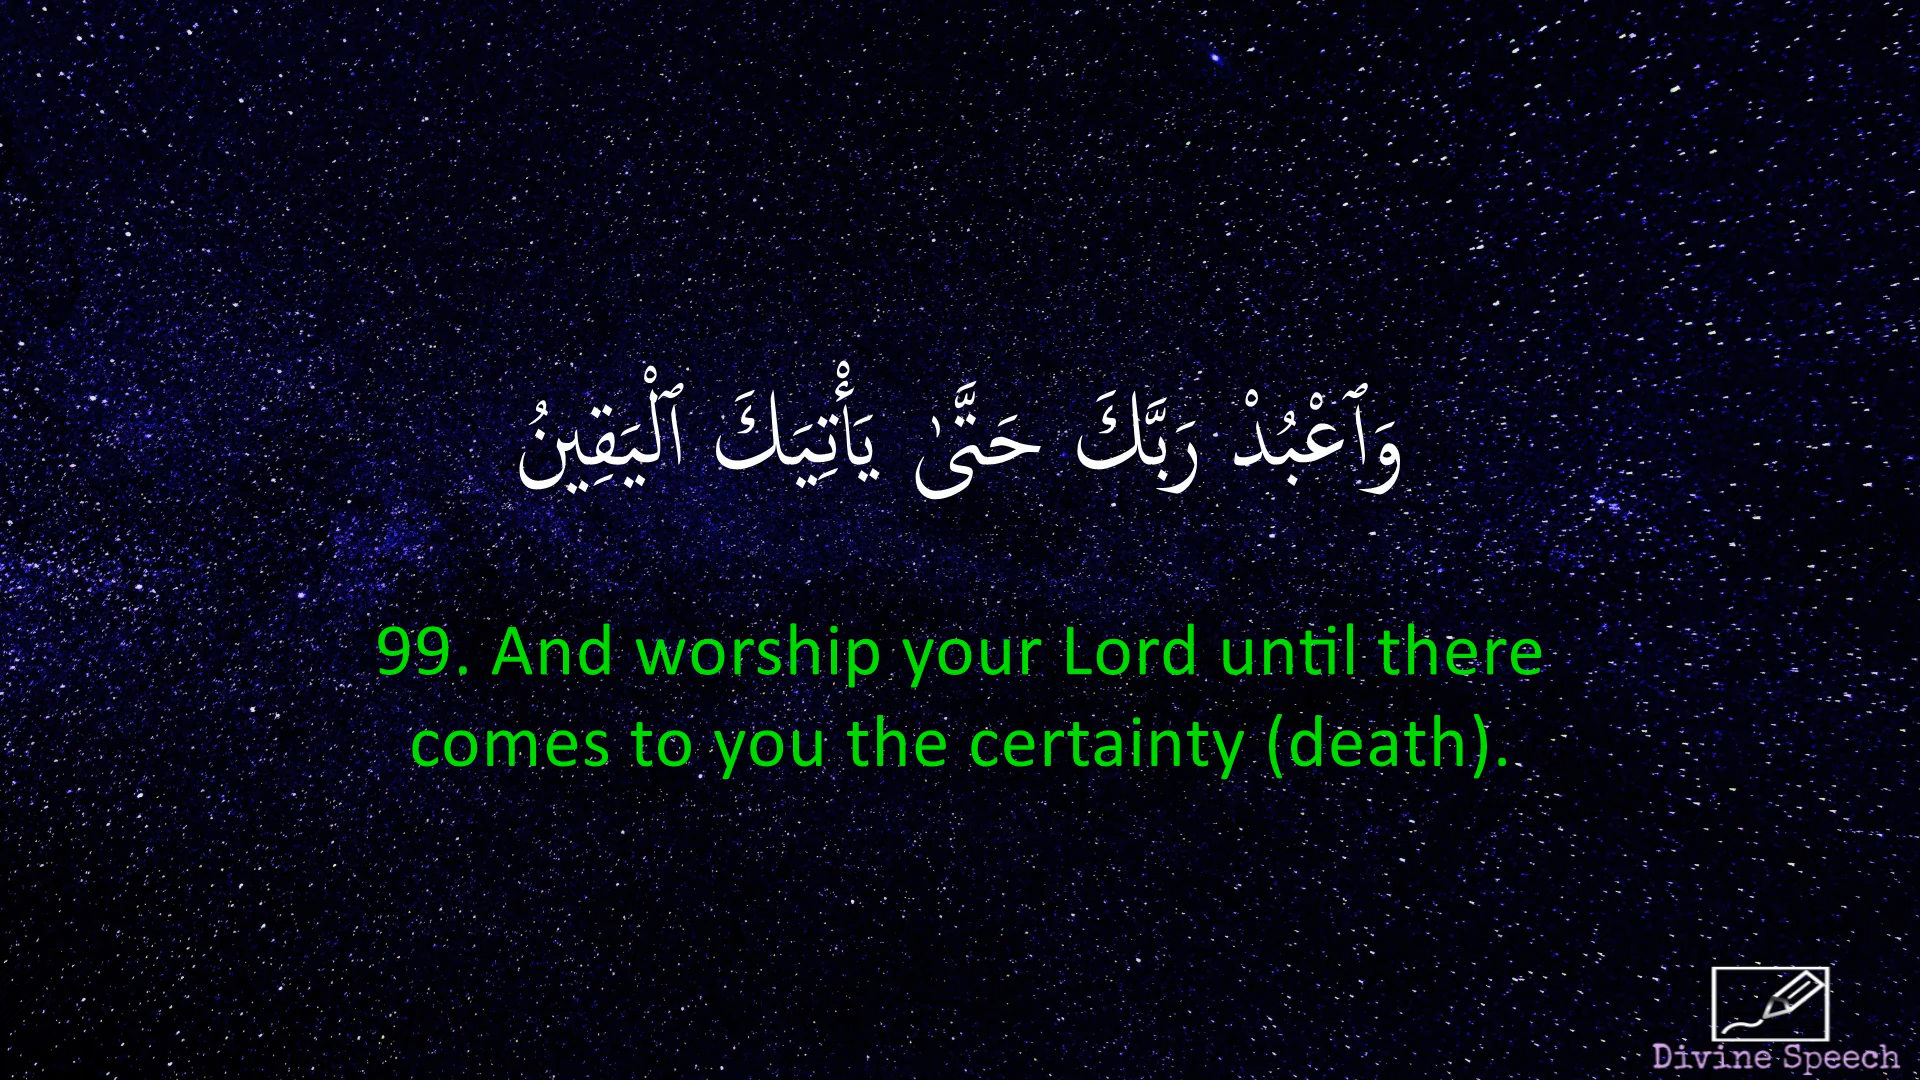 وَٱعْبُدْ رَبَّكَ حَتَّىٰ يَأْتِيَكَ ٱلْيَقِينُ
99. And worship your Lord until there
comes to you the certainty (death).
Divine Speech